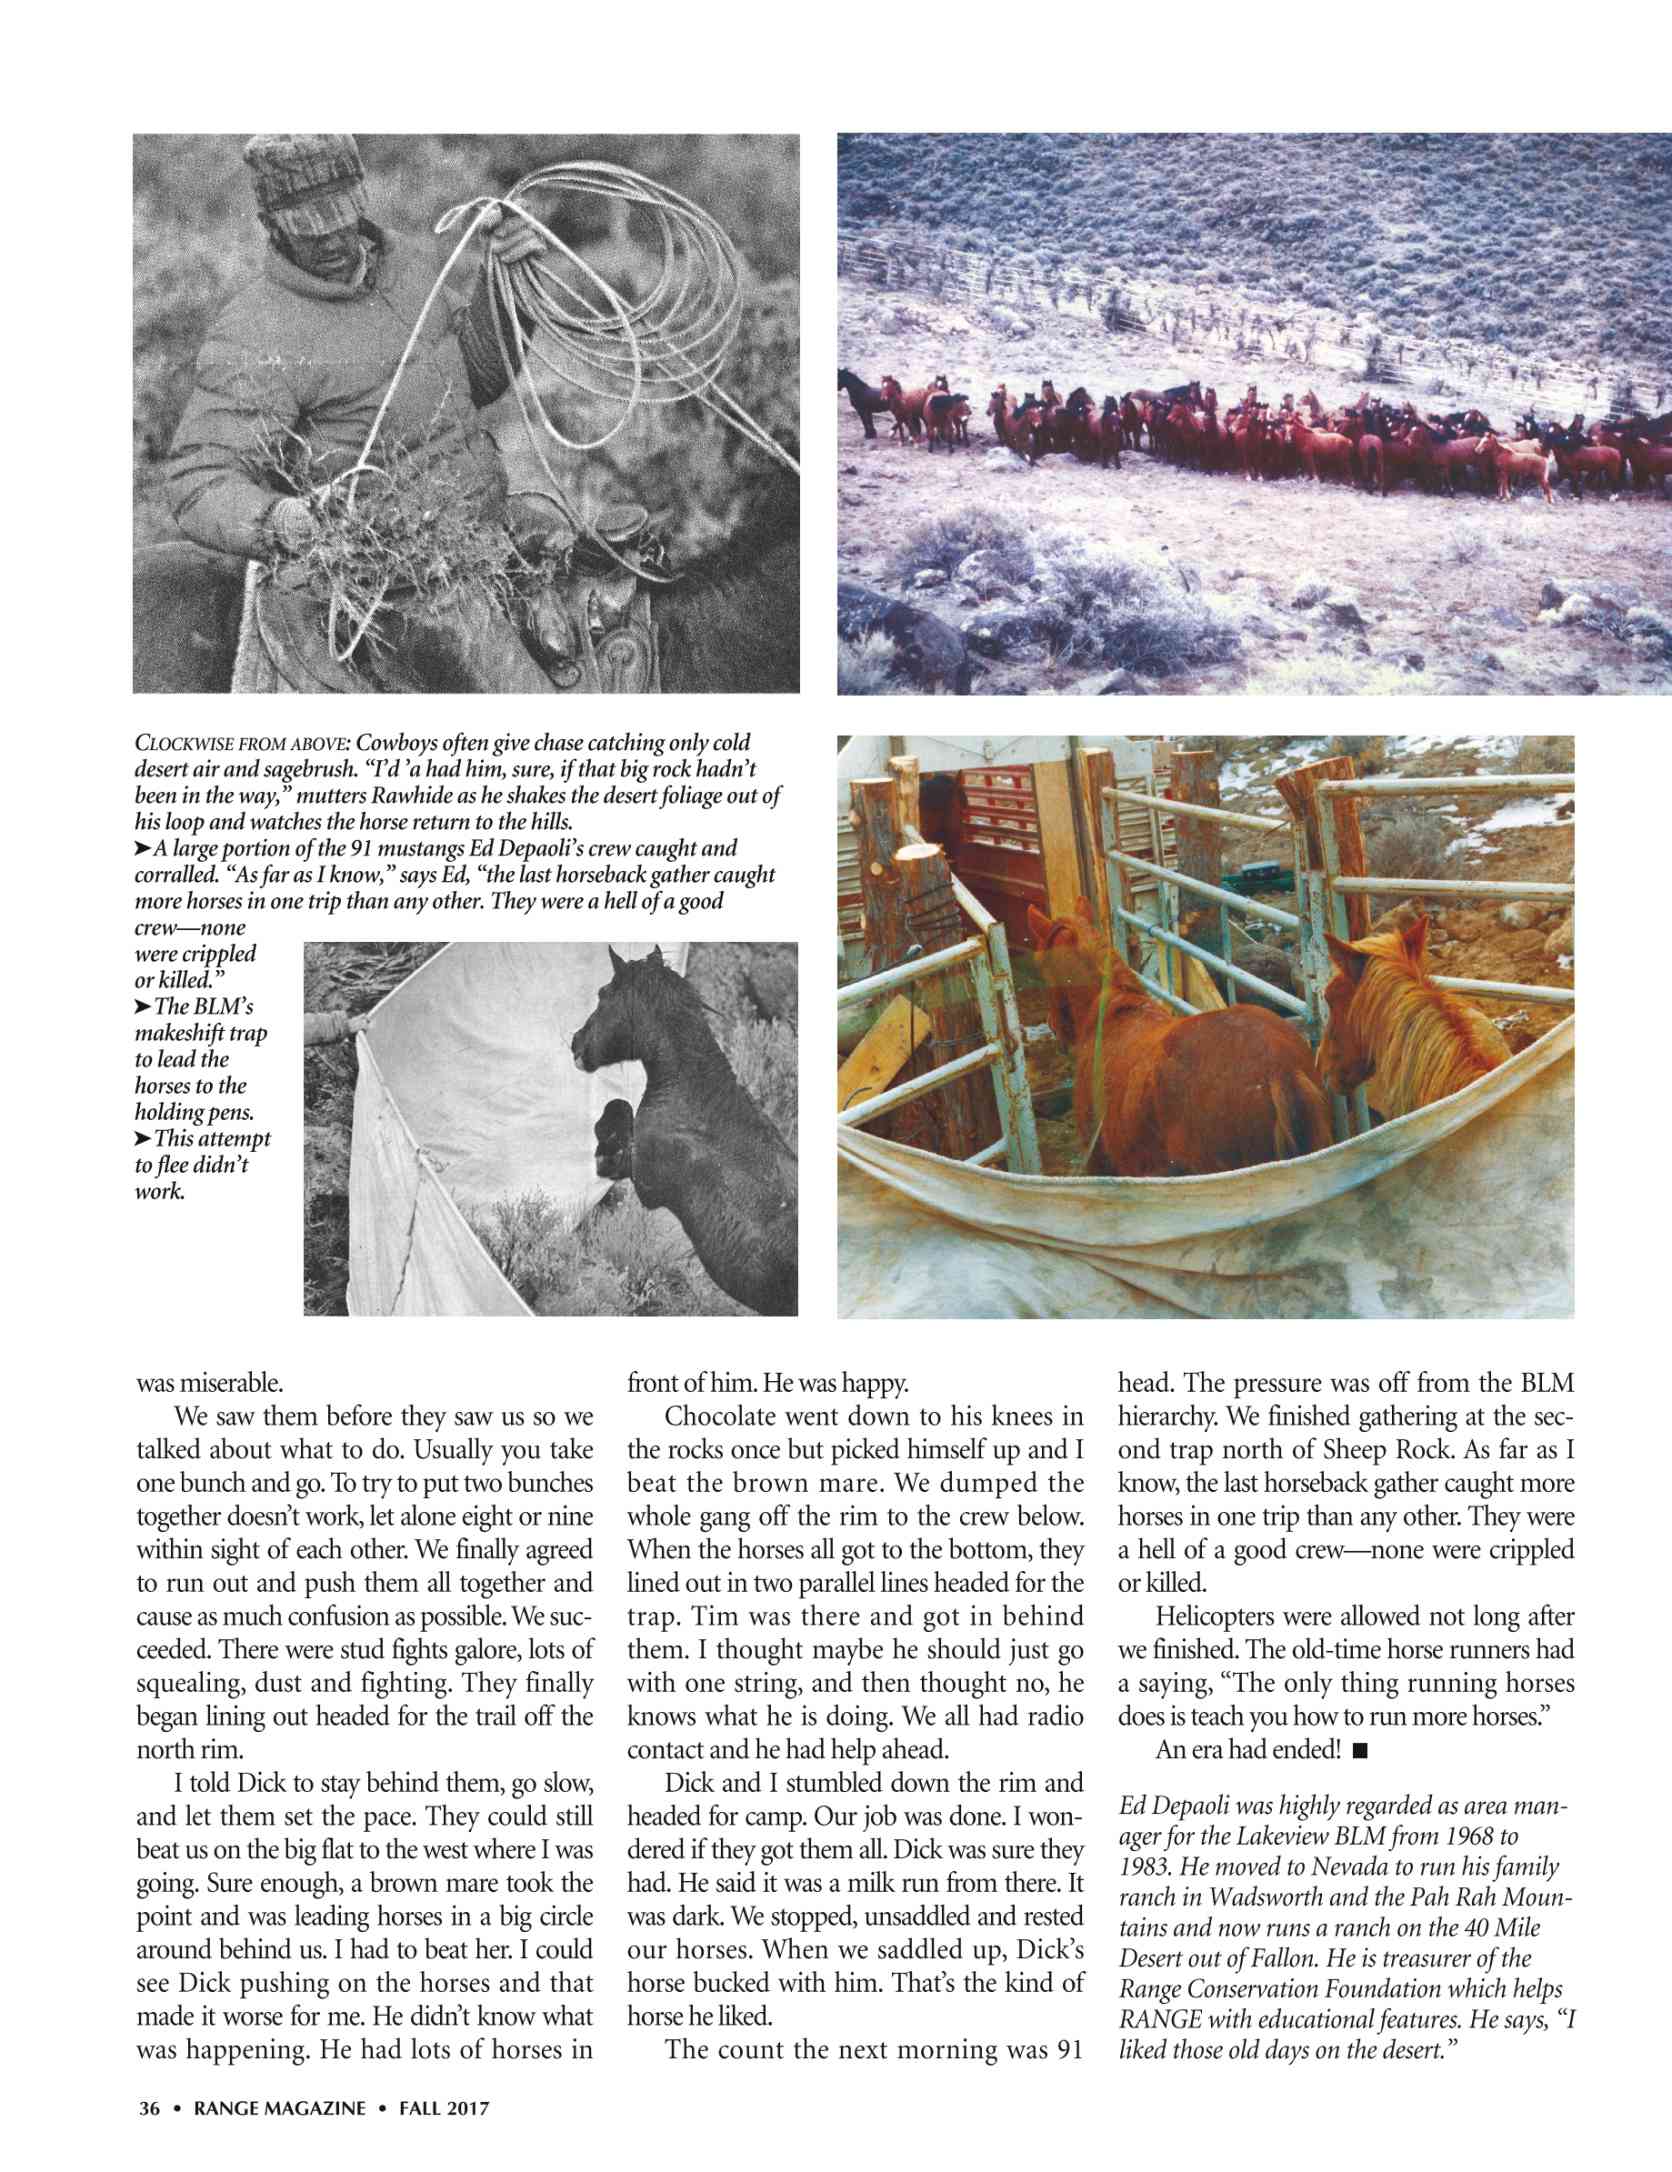 CLOCKWISE FROM ABOVE: Cowboys often give chase catching only cold
desert air and sagebrush. “I’d ’a had him, sure, if that big rock hadn’t
been in the way,” mutters Rawhide as he shakes the desert foliage out of
his loop and watches the horse return to the hills.
➤A large portion of the 91 mustangs Ed Depaoli’s crew caught and
corralled. “As far as I know,” says Ed, “the last horseback gather caught
more horses in one trip than any other. They were a hell of a good
crew—none
were crippled
or killed.”
➤The BLM’s
makeshift trap
to lead the
horses to the
holding pens.
➤This attempt
to flee didn’t
work.
was miserable.
We saw them before they saw us so we
talked about what to do. Usually you take
one bunch and go. To try to put two bunches
together doesn’t work, let alone eight or nine
within sight of each other. We finally agreed
to run out and push them all together and
cause as much confusion as possible. We suc-
ceeded. There were stud fights galore, lots of
squealing, dust and fighting. They finally
began lining out headed for the trail off the
north rim.
I told Dick to stay behind them, go slow,
and let them set the pace. They could still
beat us on the big flat to the west where I was
going. Sure enough, a brown mare took the
point and was leading horses in a big circle
around behind us. I had to beat her. I could
see Dick pushing on the horses and that
made it worse for me. He didn’t know what
was happening. He had lots of horses in
front of him. He was happy.
Chocolate went down to his knees in
the rocks once but picked himself up and I
beat the brown mare. We dumped the
whole gang off the rim to the crew below.
When the horses all got to the bottom, they
lined out in two parallel lines headed for the
trap. Tim was there and got in behind
them. I thought maybe he should just go
with one string, and then thought no, he
knows what he is doing. We all had radio
contact and he had help ahead.
Dick and I stumbled down the rim and
headed for camp. Our job was done. I won-
dered if they got them all. Dick was sure they
had. He said it was a milk run from there. It
was dark. We stopped, unsaddled and rested
our horses. When we saddled up, Dick’s
horse bucked with him. That’s the kind of
horse he liked.
The count the next morning was 91
head. The pressure was off from the BLM
hierarchy. We finished gathering at the sec-
ond trap north of Sheep Rock. As far as I
know, the last horseback gather caught more
horses in one trip than any other. They were
a hell of a good crew—none were crippled
or killed.
Helicopters were allowed not long after
we finished. The old-time horse runners had
a saying, “The only thing running horses
does is teach you how to run more horses.”
An era had ended! ■
Ed Depaoli was highly regarded as area man-
ager for the Lakeview BLM from 1968 to
1983. He moved to Nevada to run his family
ranch in Wadsworth and the Pah Rah Moun-
tains and now runs a ranch on the 40 Mile
Desert out of Fallon. He is treasurer of the
Range Conservation Foundation which helps
RANGE with educational features. He says, “I
liked those old days on the desert.”
36 • RANGE MAGAZINE • FALL 2017